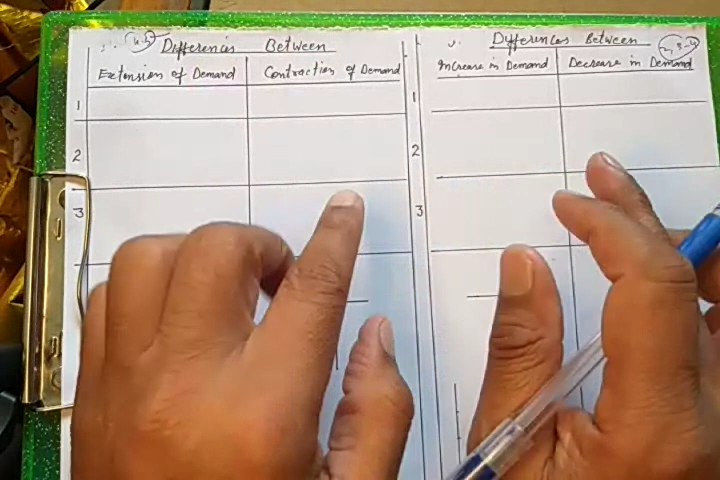 Differences Between
Extension of Demand Contraction of Demand
1
2
3
Differences Between
Increase in Demand Decrease in Demand
1
2
3